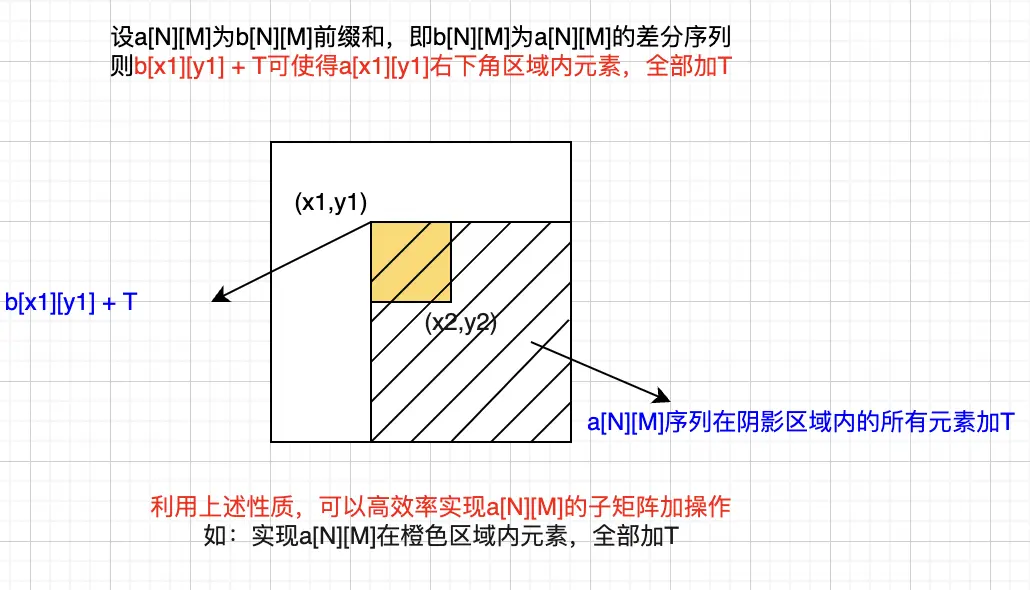 设a[N][M]为b[N][M]前缀和，即b[N][M]为a[N][M]的差分序列
则b[x1][y1] + T可使得a[x1][y1]右下角区域内元素，全部加T
(x1,y1)
b[x1][y1] + T
(x2,y2)
a[N][M]序列在阴影区域内的所有元素加T
利用上述性质，可以高效率实现a[N][M]的子矩阵加操作
如：实现a[N][M]在橙色区域内元素，全部加T